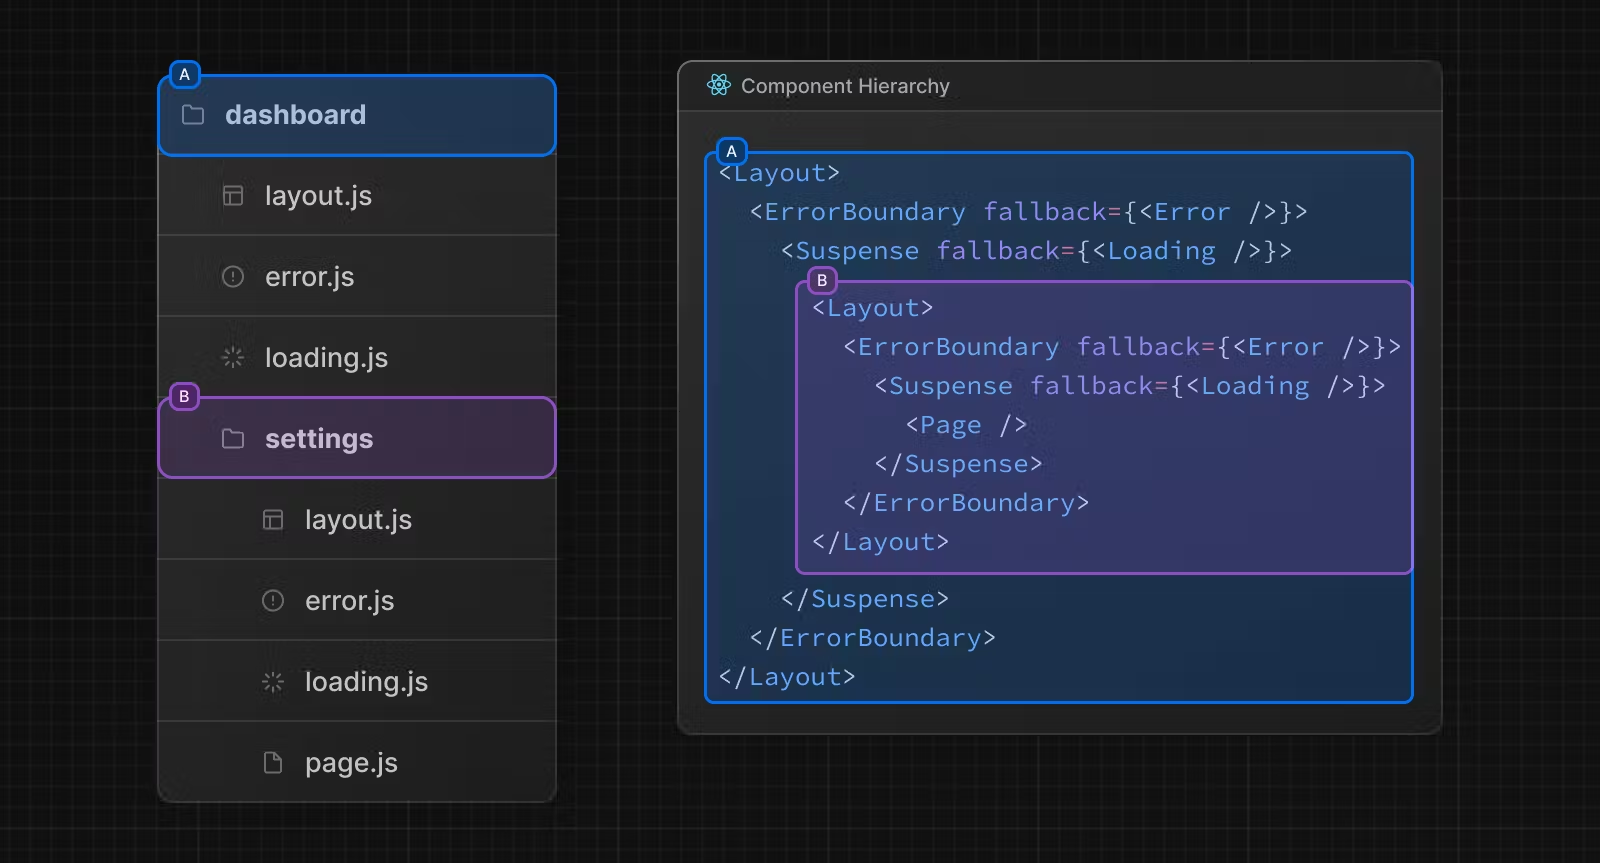 A
dashboard
layout.js
error.js
loading.js
B
settings
layout.js
error.js
loading.js
page.js
Component Hierarchy
A
<Layout>
<ErrorBoundary fallback={<Error />}>
<Suspense fallback={<Loading />}>
B
<Layout>
<ErrorBoundary fallback={<Error />}>
<Suspense fallback={<Loading />}>
<Page />
</Suspense>
</ErrorBoundary>
</Layout>
</Suspense>
</ErrorBoundary>
</Layout>